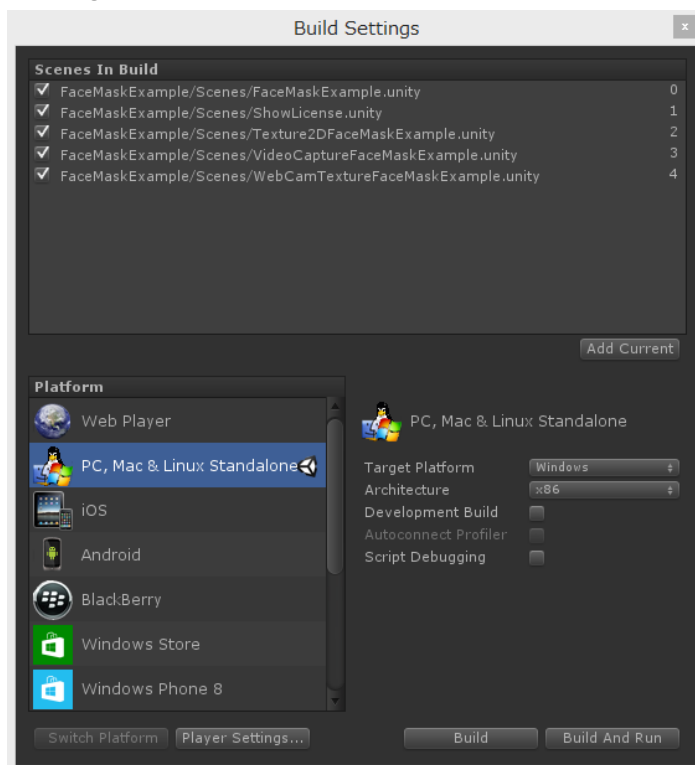 Build Settings
x
Scenes In Build
FaceMaskExample/Scenes/FaceMaskExample.unity 0
FaceMaskExample/Scenes/ShowLicense.unity 1
FaceMaskExample/Scenes/Texture2DFaceMaskExample.unity 2
FaceMaskExample/Scenes/VideoCaptureFaceMaskExample.unity 3
FaceMaskExample/Scenes/WebCamTextureFaceMaskExample.unity 4
Add Current
Platform
Web Player
PC, Mac & Linux Standalone
iOS
Android
BlackBerry
Windows Store
Windows Phone 8
PC, Mac & Linux Standalone
Target Platform Windows
Architecture x86
Development Build
Autoconnect Profiler
Script Debugging
Switch Platform
Player Settings...
Build
Build And Run